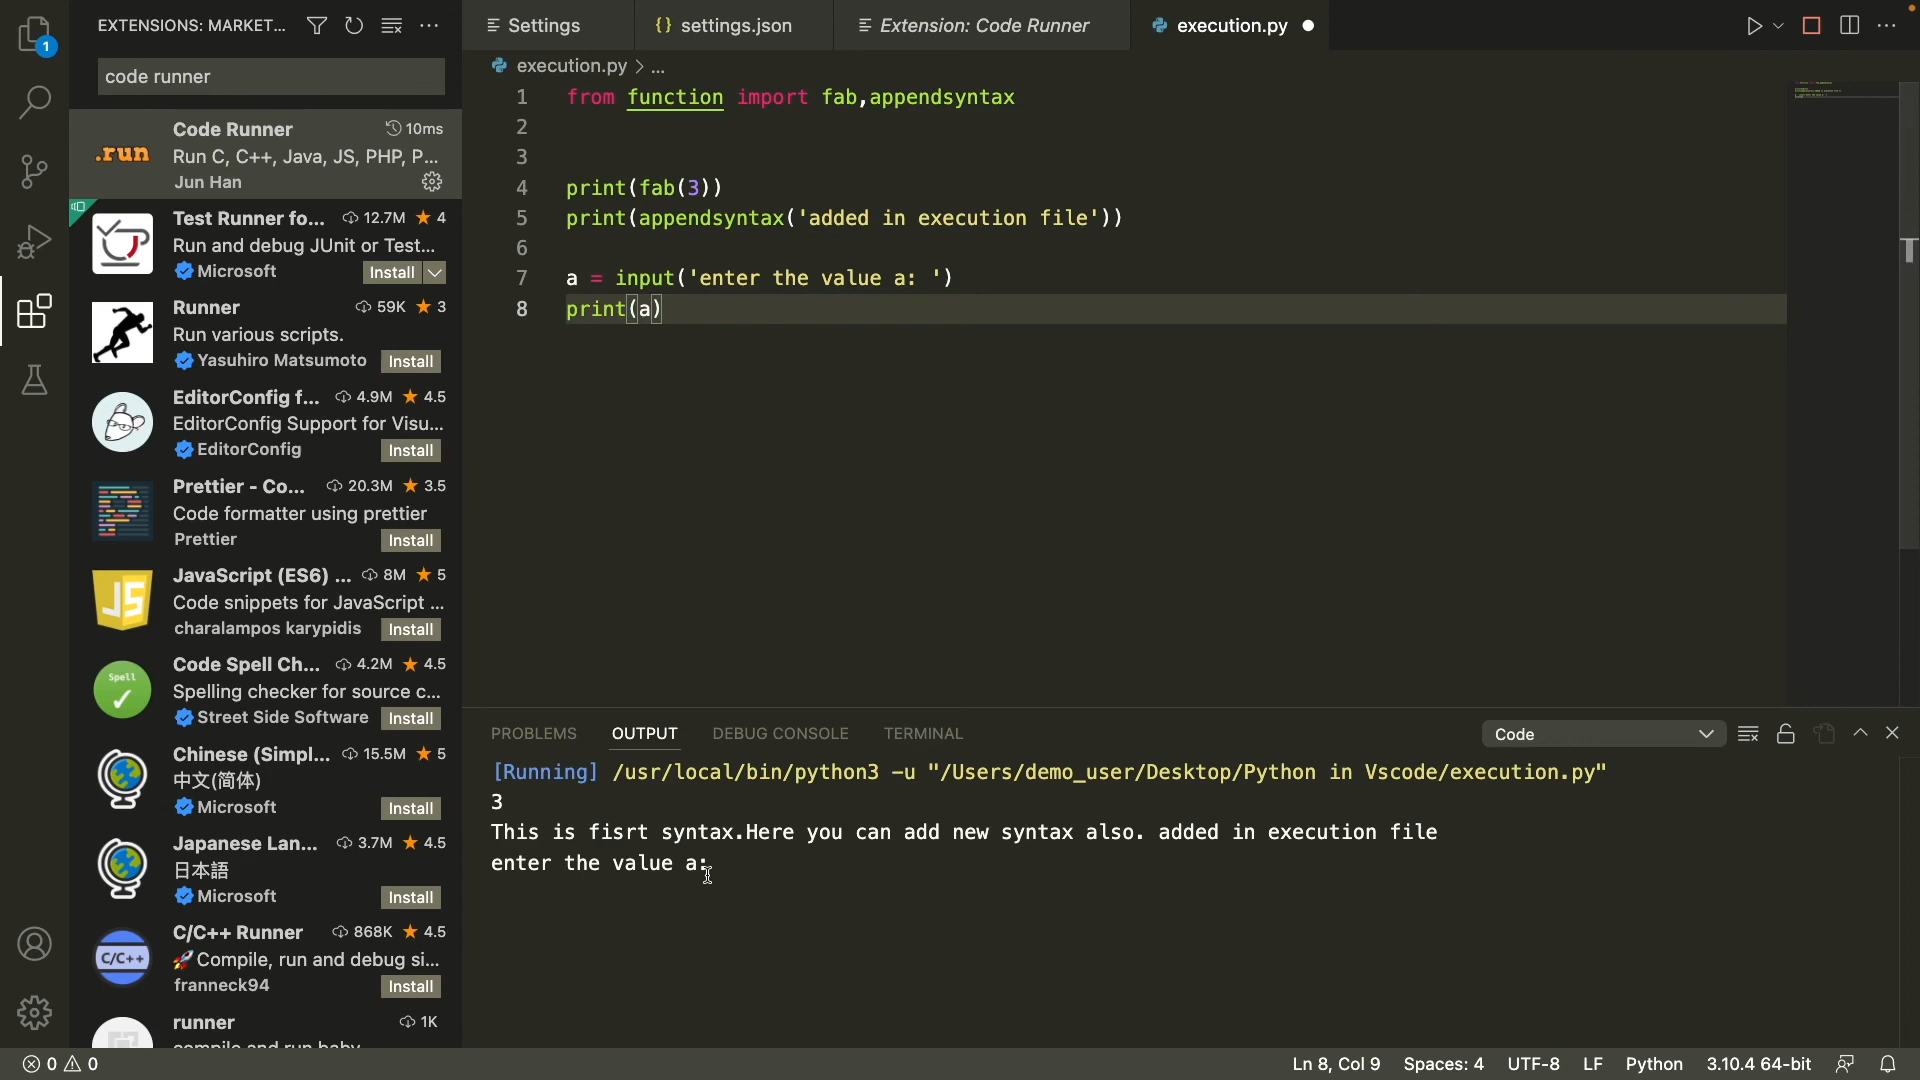 EXTENSIONS: MARKET...
code runner
Code Runner 10ms
Run C, C++, Java, JS, PHP, P...
Jun Han
Test Runner fo... 12.7M 4
Run and debug JUnit or Test...
Microsoft Install
Runner 59K 3
Run various scripts.
Yasuhiro Matsumoto Install
EditorConfig f... 4.9M 4.5
EditorConfig Support for Visu...
EditorConfig Install
Prettier - Co... 20.3M 3.5
Code formatter using prettier
Prettier Install
JavaScript (ES6) ... 8M 5
Code snippets for JavaScript ...
charalampos karypidis Install
Code Spell Ch... 4.2M 4.5
Spelling checker for source c...
Street Side Software Install
Chinese (Simpl... 15.5M 5
中文(简体)
Microsoft Install
Japanese Lan... 3.7M 4.5
日本語
Microsoft Install
C/C++ Runner 868K 4.5
🚀 Compile, run and debug si...
franneck94 Install
runner 1K
compile and run baby
1
.run
JS
Spell
C/C++
Settings
{} settings.json
Extension: Code Runner
execution.py
execution.py > ...
1 from function import fab,appendsyntax
2
3
4 print(fab(3))
5 print(appendsyntax('added in execution file'))
6
7 a = input('enter the value a: ')
8 print(a)
PROBLEMS OUTPUT DEBUG CONSOLE TERMINAL
Code
[Running] /usr/local/bin/python3 -u "/Users/demo_user/Desktop/Python in Vscode/execution.py"
3
This is fisrt syntax.Here you can add new syntax also. added in execution file
enter the value a:
0 0
Ln 8, Col 9 Spaces: 4 UTF-8 LF Python 3.10.4 64-bit